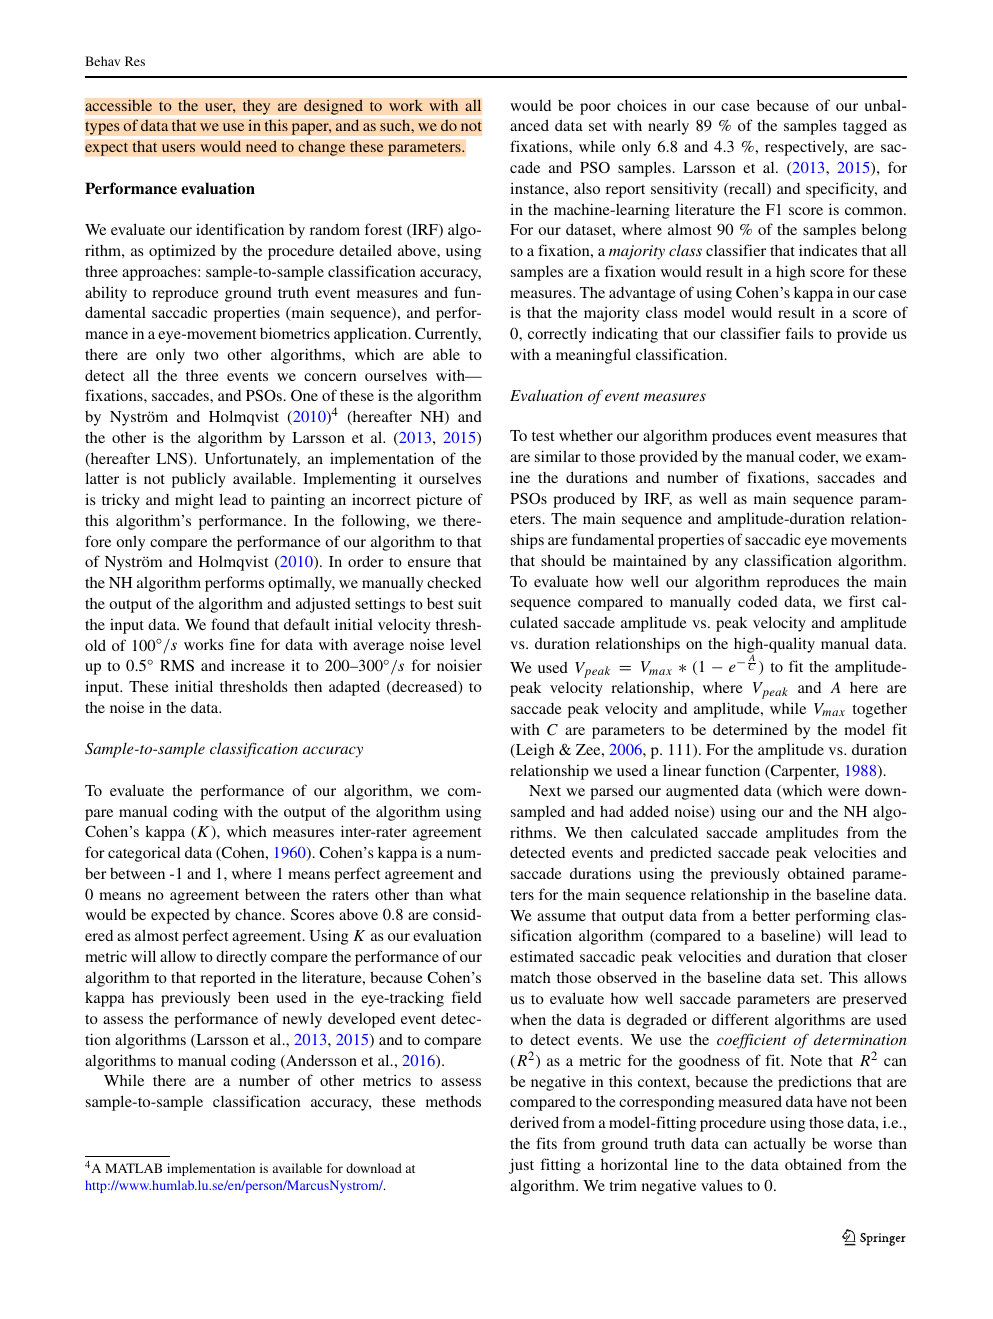 Behav Res
accessible to the user, they are designed to work with all
types of data that we use in this paper, and as such, we do not
expect that users would need to change these parameters.
Performance evaluation
We evaluate our identification by random forest (IRF) algo-
rithm, as optimized by the procedure detailed above, using
three approaches: sample-to-sample classification accuracy,
ability to reproduce ground truth event measures and fun-
damental saccadic properties (main sequence), and perfor-
mance in a eye-movement biometrics application. Currently,
there are only two other algorithms, which are able to
detect all the three events we concern ourselves with—
fixations, saccades, and PSOs. One of these is the algorithm
by Nyström and Holmqvist (2010)⁴ (hereafter NH) and
the other is the algorithm by Larsson et al. (2013, 2015)
(hereafter LNS). Unfortunately, an implementation of the
latter is not publicly available. Implementing it ourselves
is tricky and might lead to painting an incorrect picture of
this algorithm's performance. In the following, we there-
fore only compare the performance of our algorithm to that
of Nyström and Holmqvist (2010). In order to ensure that
the NH algorithm performs optimally, we manually checked
the output of the algorithm and adjusted settings to best suit
the input data. We found that default initial velocity thresh-
old of 100°/s works fine for data with average noise level
up to 0.5° RMS and increase it to 200–300°/s for noisier
input. These initial thresholds then adapted (decreased) to
the noise in the data.
Sample-to-sample classification accuracy
To evaluate the performance of our algorithm, we com-
pare manual coding with the output of the algorithm using
Cohen's kappa (K), which measures inter-rater agreement
for categorical data (Cohen, 1960). Cohen's kappa is a num-
ber between -1 and 1, where 1 means perfect agreement and
0 means no agreement between the raters other than what
would be expected by chance. Scores above 0.8 are consid-
ered as almost perfect agreement. Using K as our evaluation
metric will allow to directly compare the performance of our
algorithm to that reported in the literature, because Cohen's
kappa has previously been used in the eye-tracking field
to assess the performance of newly developed event detec-
tion algorithms (Larsson et al., 2013, 2015) and to compare
algorithms to manual coding (Andersson et al., 2016).
While there are a number of other metrics to assess
sample-to-sample classification accuracy, these methods
⁴A MATLAB implementation is available for download at
http://www.humlab.lu.se/en/person/MarcusNystrom/.
would be poor choices in our case because of our unbal-
anced data set with nearly 89 % of the samples tagged as
fixations, while only 6.8 and 4.3 %, respectively, are sac-
cade and PSO samples. Larsson et al. (2013, 2015), for
instance, also report sensitivity (recall) and specificity, and
in the machine-learning literature the F1 score is common.
For our dataset, where almost 90 % of the samples belong
to a fixation, a majority class classifier that indicates that all
samples are a fixation would result in a high score for these
measures. The advantage of using Cohen's kappa in our case
is that the majority class model would result in a score of
0, correctly indicating that our classifier fails to provide us
with a meaningful classification.
Evaluation of event measures
To test whether our algorithm produces event measures that
are similar to those provided by the manual coder, we exam-
ine the durations and number of fixations, saccades and
PSOs produced by IRF, as well as main sequence param-
eters. The main sequence and amplitude-duration relation-
ships are fundamental properties of saccadic eye movements
that should be maintained by any classification algorithm.
To evaluate how well our algorithm reproduces the main
sequence compared to manually coded data, we first cal-
culated saccade amplitude vs. peak velocity and amplitude
vs. duration relationships on the high-quality manual data.
We used V_peak = V_max ∗ (1 − e^{−A/C}) to fit the amplitude-
peak velocity relationship, where V_peak and A here are
saccade peak velocity and amplitude, while V_max together
with C are parameters to be determined by the model fit
(Leigh & Zee, 2006, p. 111). For the amplitude vs. duration
relationship we used a linear function (Carpenter, 1988).
Next we parsed our augmented data (which were down-
sampled and had added noise) using our and the NH algo-
rithms. We then calculated saccade amplitudes from the
detected events and predicted saccade peak velocities and
saccade durations using the previously obtained parame-
ters for the main sequence relationship in the baseline data.
We assume that output data from a better performing clas-
sification algorithm (compared to a baseline) will lead to
estimated saccadic peak velocities and duration that closer
match those observed in the baseline data set. This allows
us to evaluate how well saccade parameters are preserved
when the data is degraded or different algorithms are used
to detect events. We use the coefficient of determination
(R²) as a metric for the goodness of fit. Note that R² can
be negative in this context, because the predictions that are
compared to the corresponding measured data have not been
derived from a model-fitting procedure using those data, i.e.,
the fits from ground truth data can actually be worse than
just fitting a horizontal line to the data obtained from the
algorithm. We trim negative values to 0.
Springer